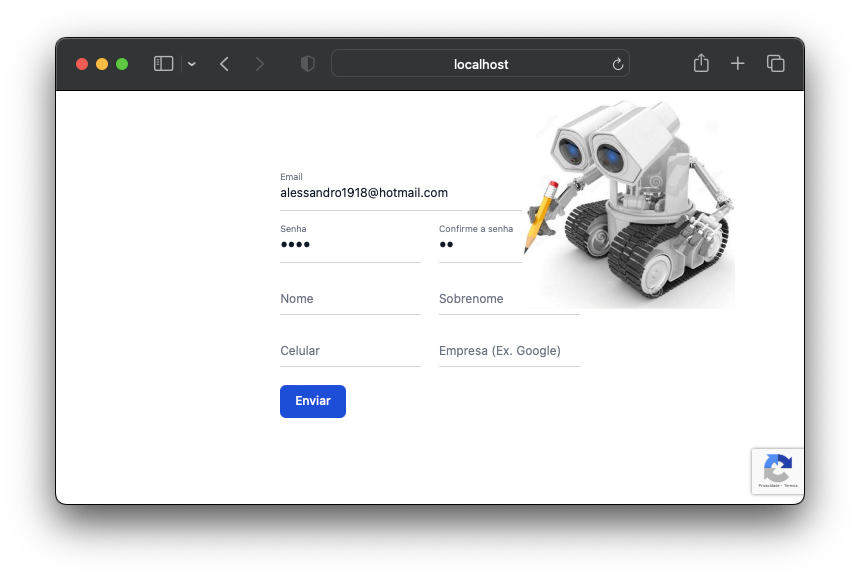 localhost
Email
alessandro1918@hotmail.com
Senha Confirme a senha
•••• ••
Nome Sobrenome
Celular Empresa (Ex. Google)
Enviar
Privacidade - Termos